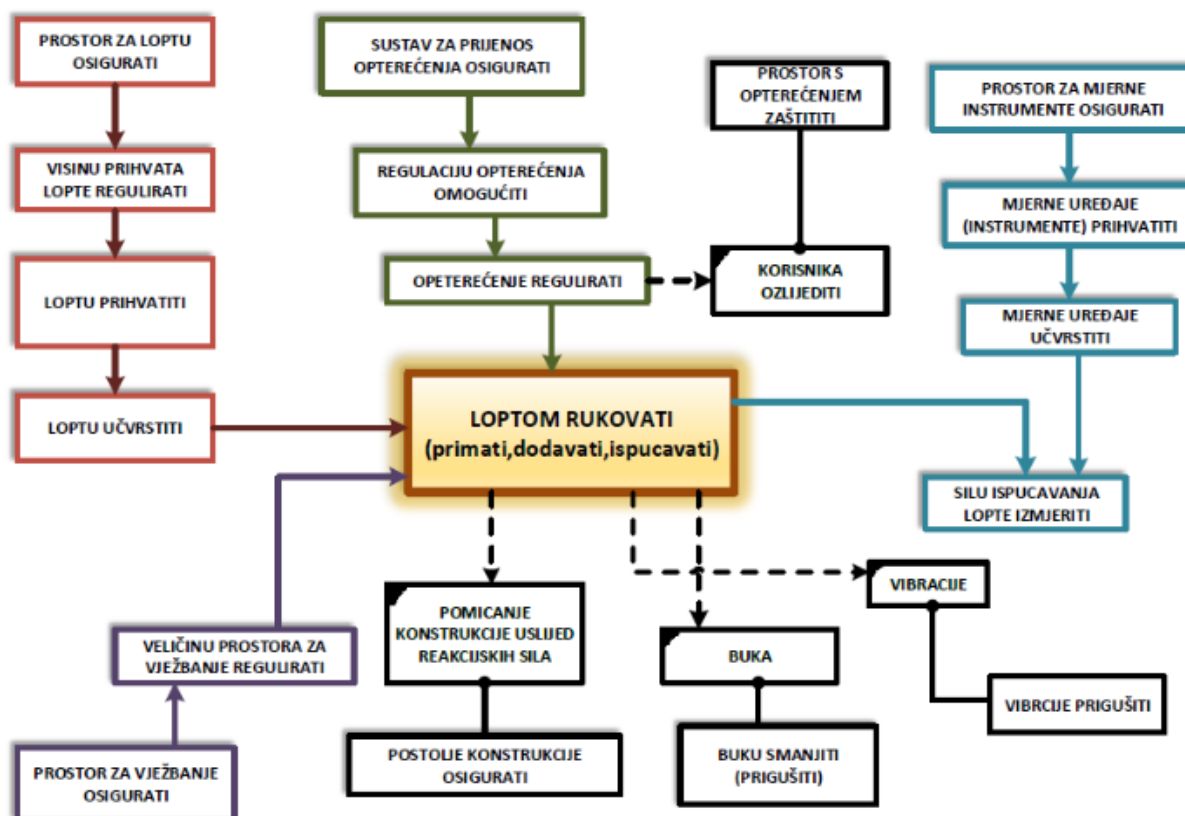 PROSTOR ZA LOPTU
OSIGURATI
VISINU PRIHVATA
LOPTE REGULIRATI
LOPTU PRIHVATITI
LOPTU UČVRSTITI
SUSTAV ZA PRIJENOS
OPTEREĆENJA OSIGURATI
REGULACIJU OPTEREĆENJA
OMOGUĆITI
OPETEREĆENJE REGULIRATI
PROSTOR S
OPTEREĆENJEM
ZAŠTITITI
KORISNIKA
OZLIJEDITI
PROSTOR ZA MJERNE
INSTRUMENTE OSIGURATI
MJERNE UREĐAJE
(INSTRUMENTE) PRIHVATITI
MJERNE UREĐAJE
UČVRSTITI
LOPTOM RUKOVATI
(primati,dodavati,ispucavati)
SILU ISPUCAVANJA
LOPTE IZMJERITI
VELIČINU PROSTORA ZA
VJEŽBANJE REGULIRATI
PROSTOR ZA VJEŽBANJE
OSIGURATI
POMICANJE
KONSTRUKCIJE USLIJED
REAKCIJSKIH SILA
POSTOLJE KONSTRUKCIJE
OSIGURATI
BUKA
BUKU SMANJITI
(PRIGUŠITI)
VIBRACIJE
VIBRCIJE PRIGUŠITI